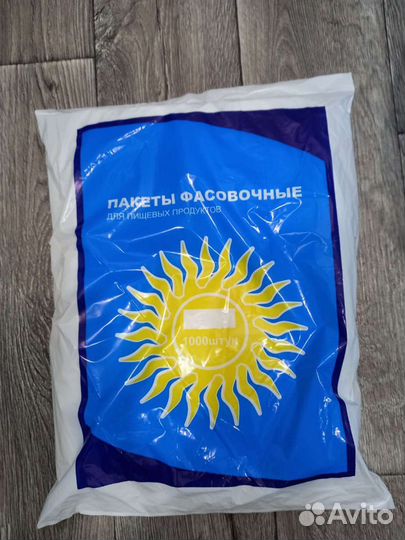 ПАКЕТЫ ФАСОВОЧНЫЕ
ДЛЯ ПИЩЕВЫХ ПРОДУКТОВ
1000штук
Avito